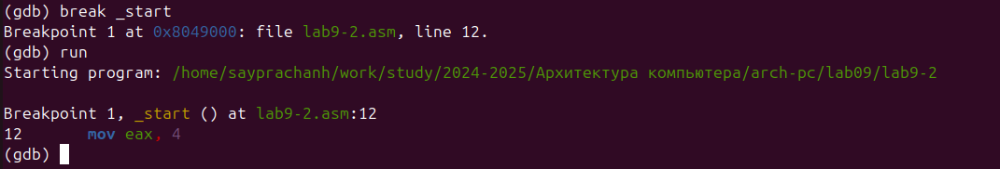 (gdb) break _start
Breakpoint 1 at 0x8049000: file lab9-2.asm, line 12.
(gdb) run
Starting program: /home/sayprachanh/work/study/2024-2025/Архитектура компьютера/arch-pc/lab09/lab9-2
Breakpoint 1, _start () at lab9-2.asm:12
12 mov eax, 4
(gdb)